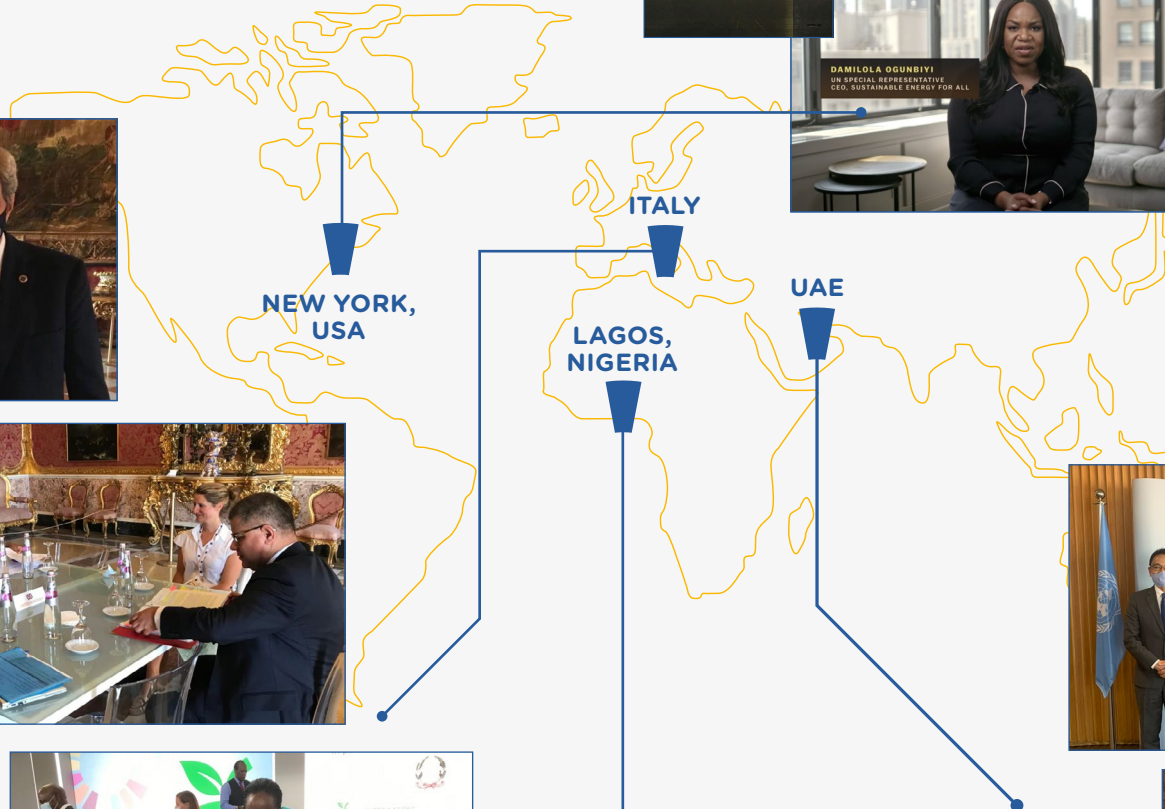 DAMILOLA OGUNBIYI
UN SPECIAL REPRESENTATIVE
CEO, SUSTAINABLE ENERGY FOR ALL
ITALY
UAE
NEW YORK,
USA
LAGOS,
NIGERIA